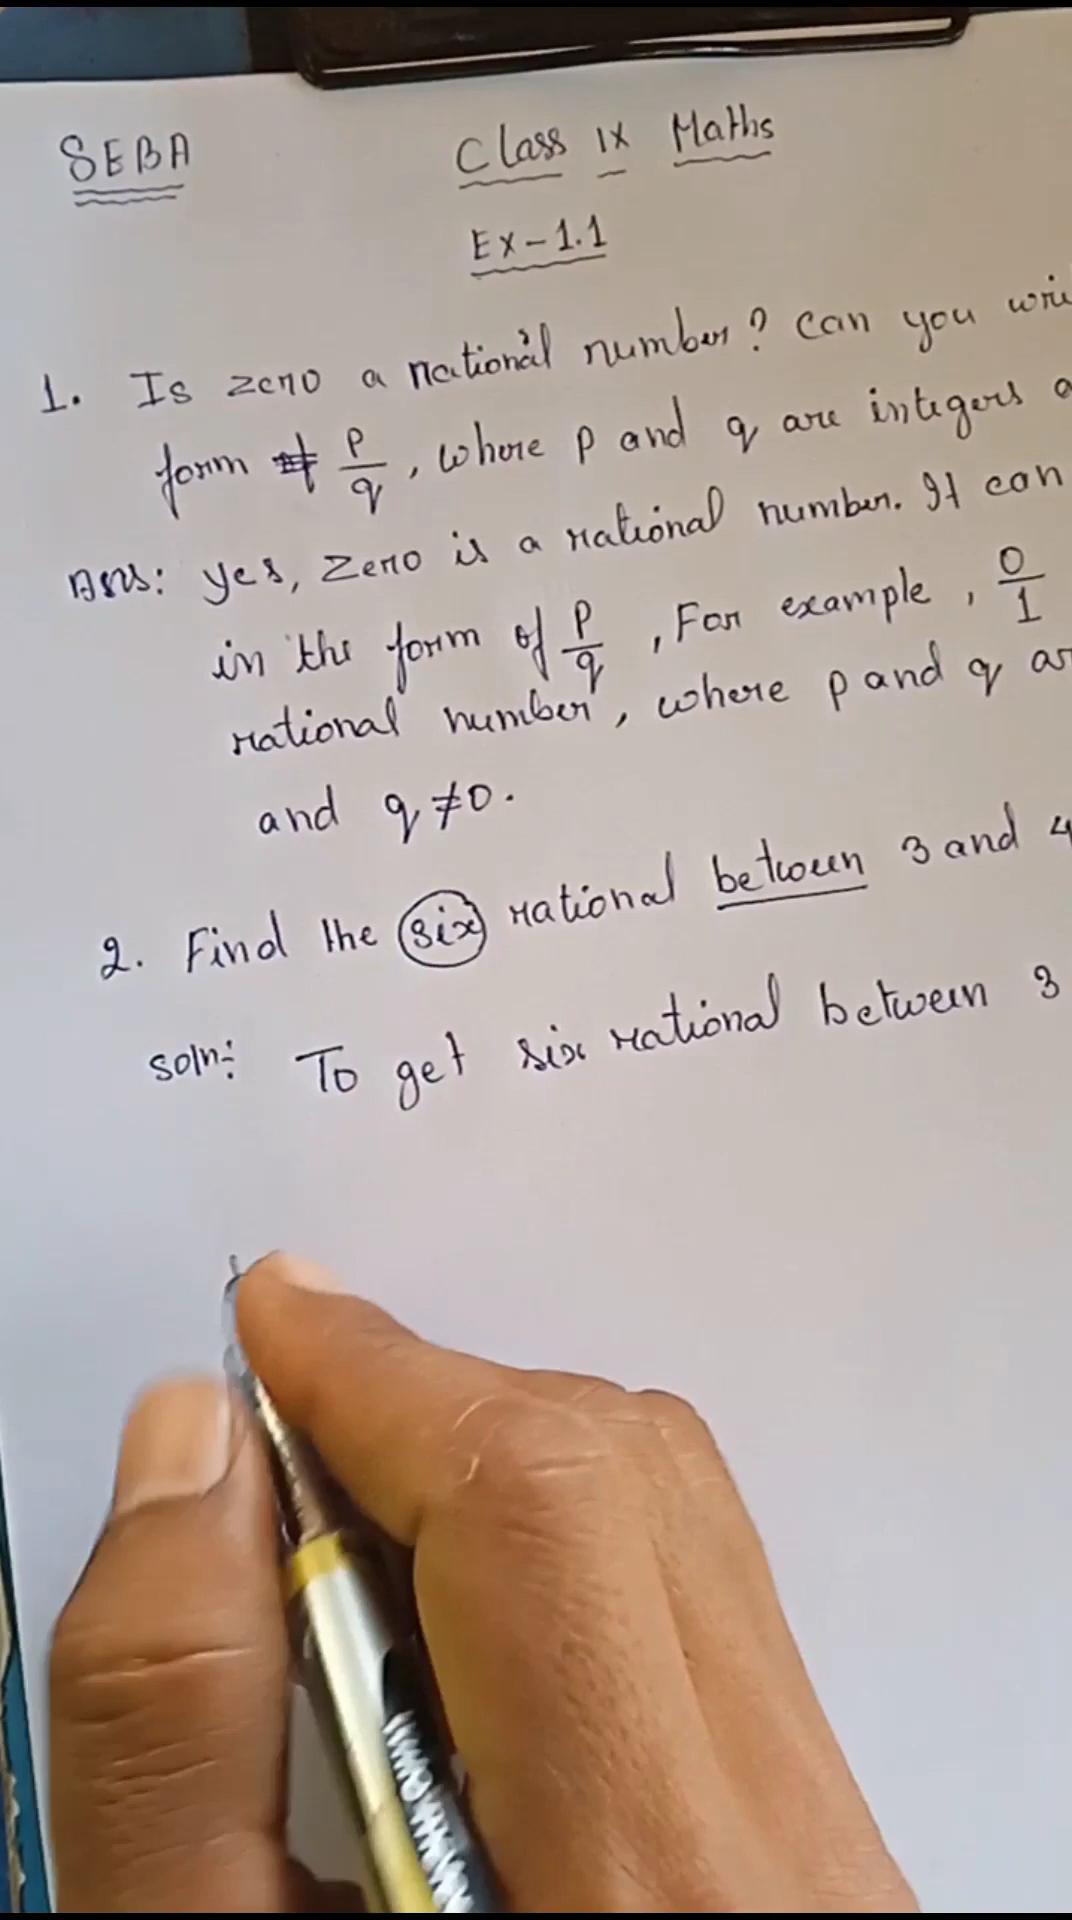 SEBA
Class IX Maths
Ex-1.1
1. Is zero a rational number? Can you
form p/q, where p and q are integers
Ans: yes, zero is a rational number. It can
in the form of p/q, For example, 0/1
rational number, where p and q
and q≠0.
2. Find the six rational between 3 and 4
soln: To get six rational between 3